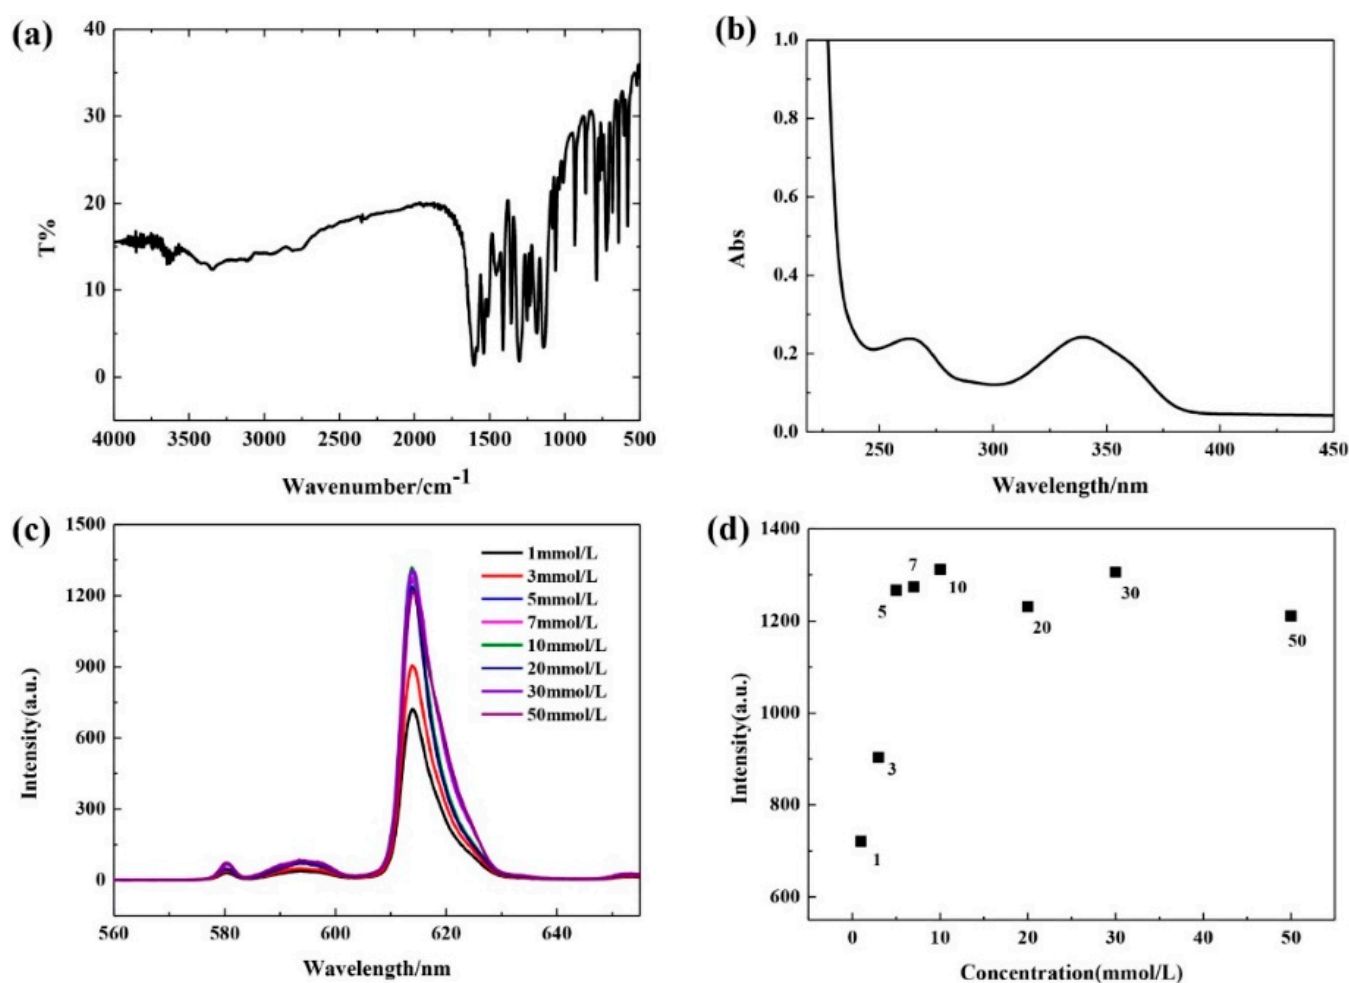 (a)
40
30
20
10
0
T%
4000 3500 3000 2500 2000 1500 1000 500
Wavenumber/cm-1
(b)
1.0
0.8
0.6
0.4
0.2
0.0
Abs
250 300 350 400 450
Wavelength/nm
(c)
1500
1200
900
600
300
0
Intensity(a.u.)
1mmol/L
3mmol/L
5mmol/L
7mmol/L
10mmol/L
20mmol/L
30mmol/L
50mmol/L
560 580 600 620 640
Wavelength/nm
(d)
1400
1200
1000
800
600
Intensity(a.u.)
7
5
10
20
30
50
3
1
0 10 20 30 40 50
Concentration(mmol/L)